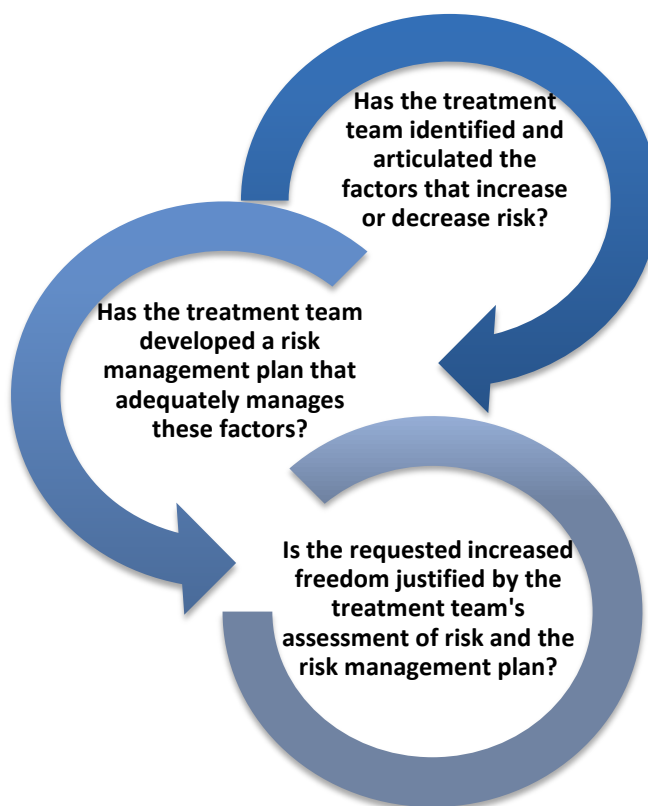 Has the treatment
team identified and
articulated the
factors that increase
or decrease risk?
Has the treatment team
developed a risk
management plan that
adequately manages
these factors?
Is the requested increased
freedom justified by the
treatment team's
assessment of risk and the
risk management plan?